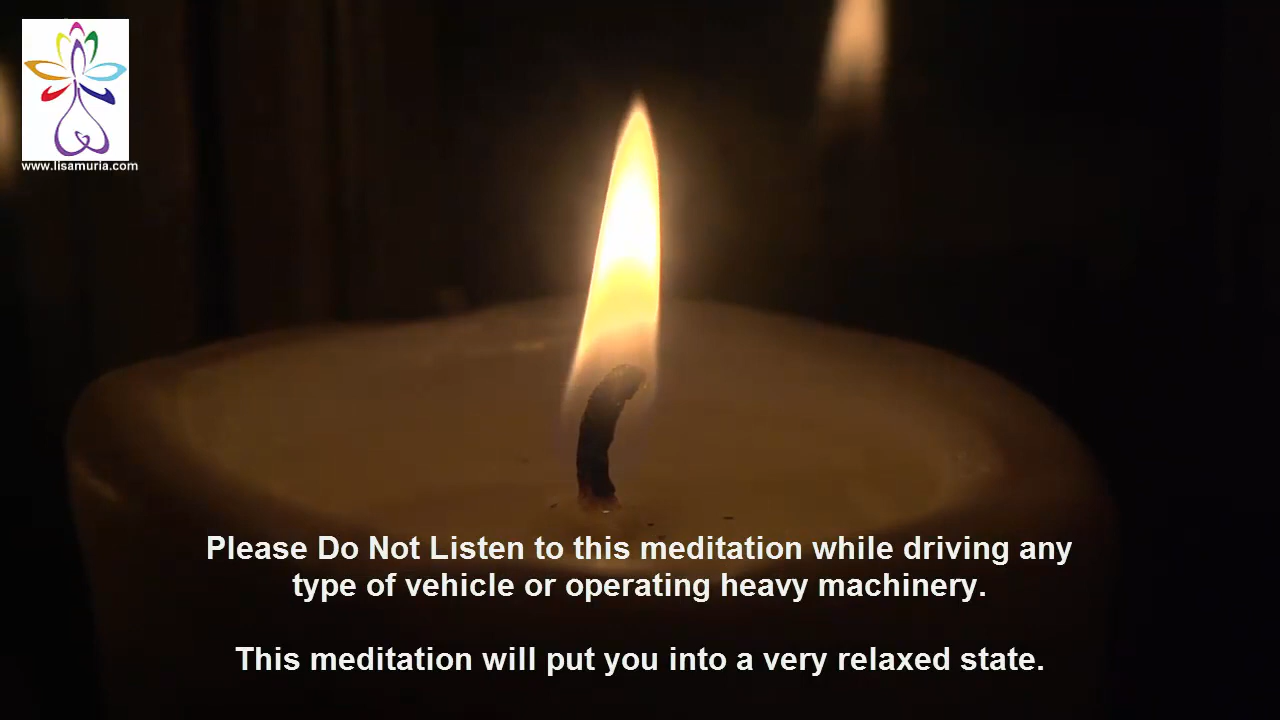 www.lisamuria.com
Please Do Not Listen to this meditation while driving any
type of vehicle or operating heavy machinery.
This meditation will put you into a very relaxed state.